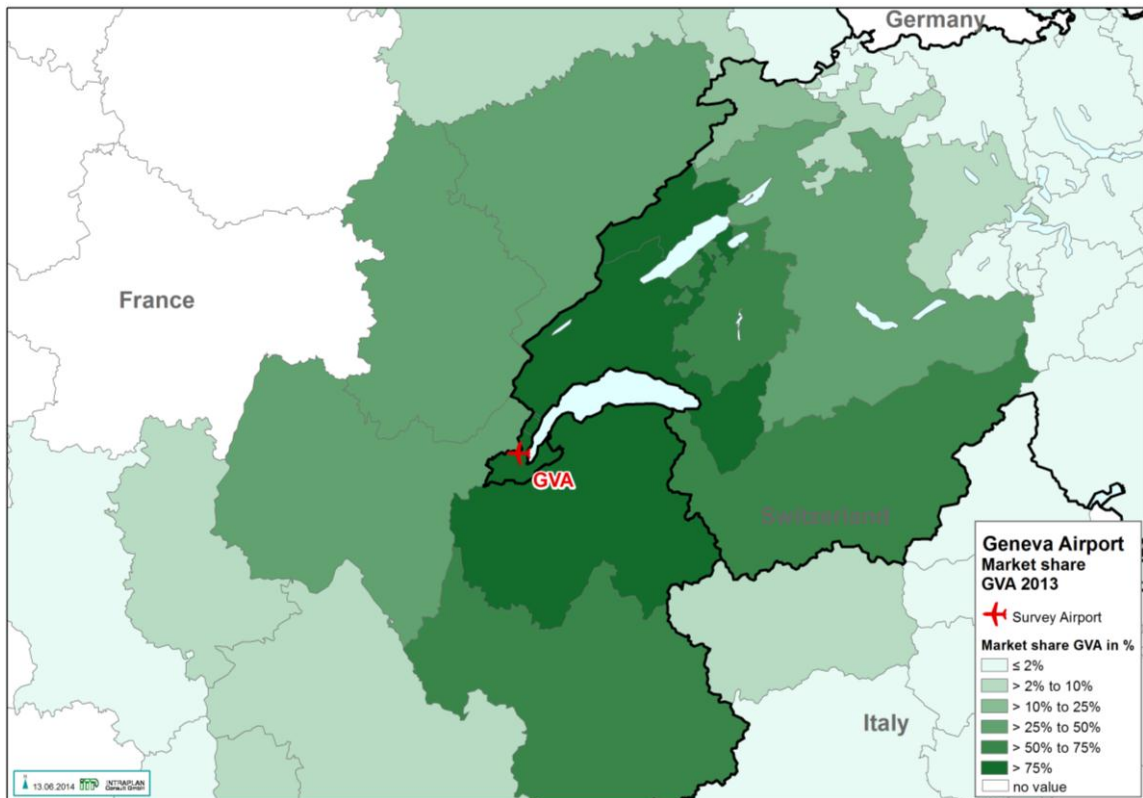 Germany
France
GVA
Switzerland
Italy
Geneva Airport
Market share
GVA 2013
Survey Airport
Market share GVA in %
≤ 2%
> 2% to 10%
> 10% to 25%
> 25% to 50%
> 50% to 75%
> 75%
no value
13.06.2014 itp INTRAPLAN
Consult GmbH